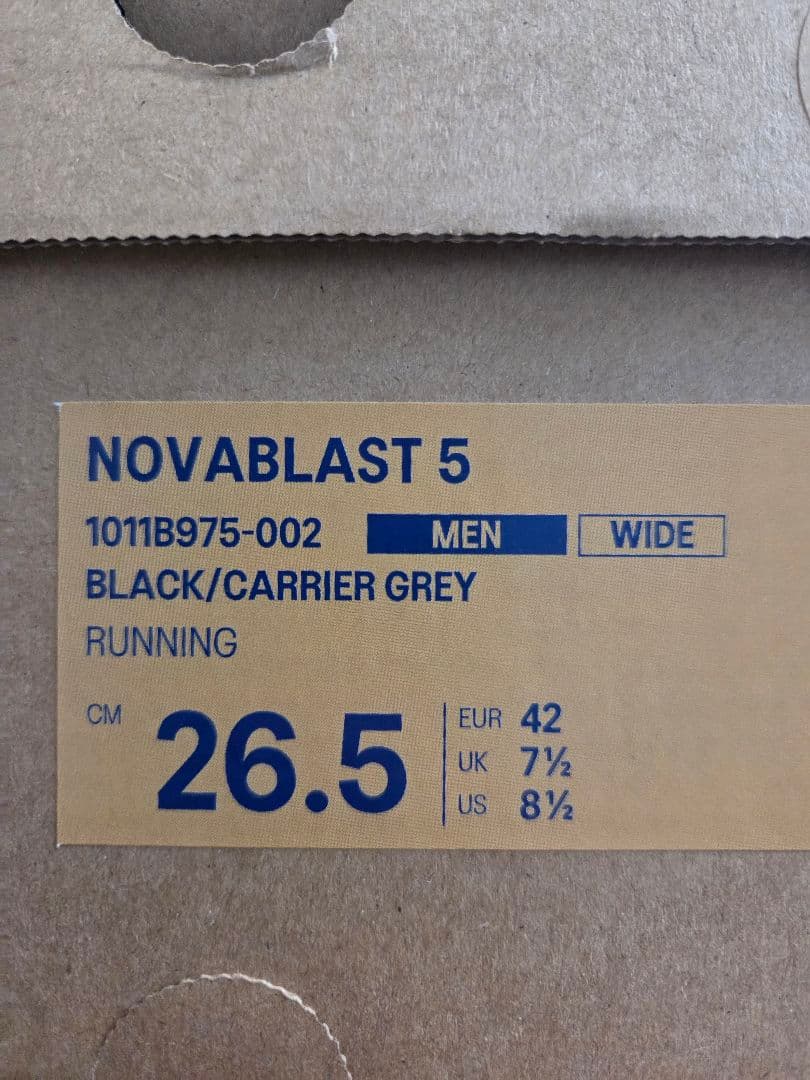 NOVABLAST 5
1011B975-002 MEN WIDE
BLACK/CARRIER GREY
RUNNING
CM 26.5
EUR 42
UK 7½
US 8½